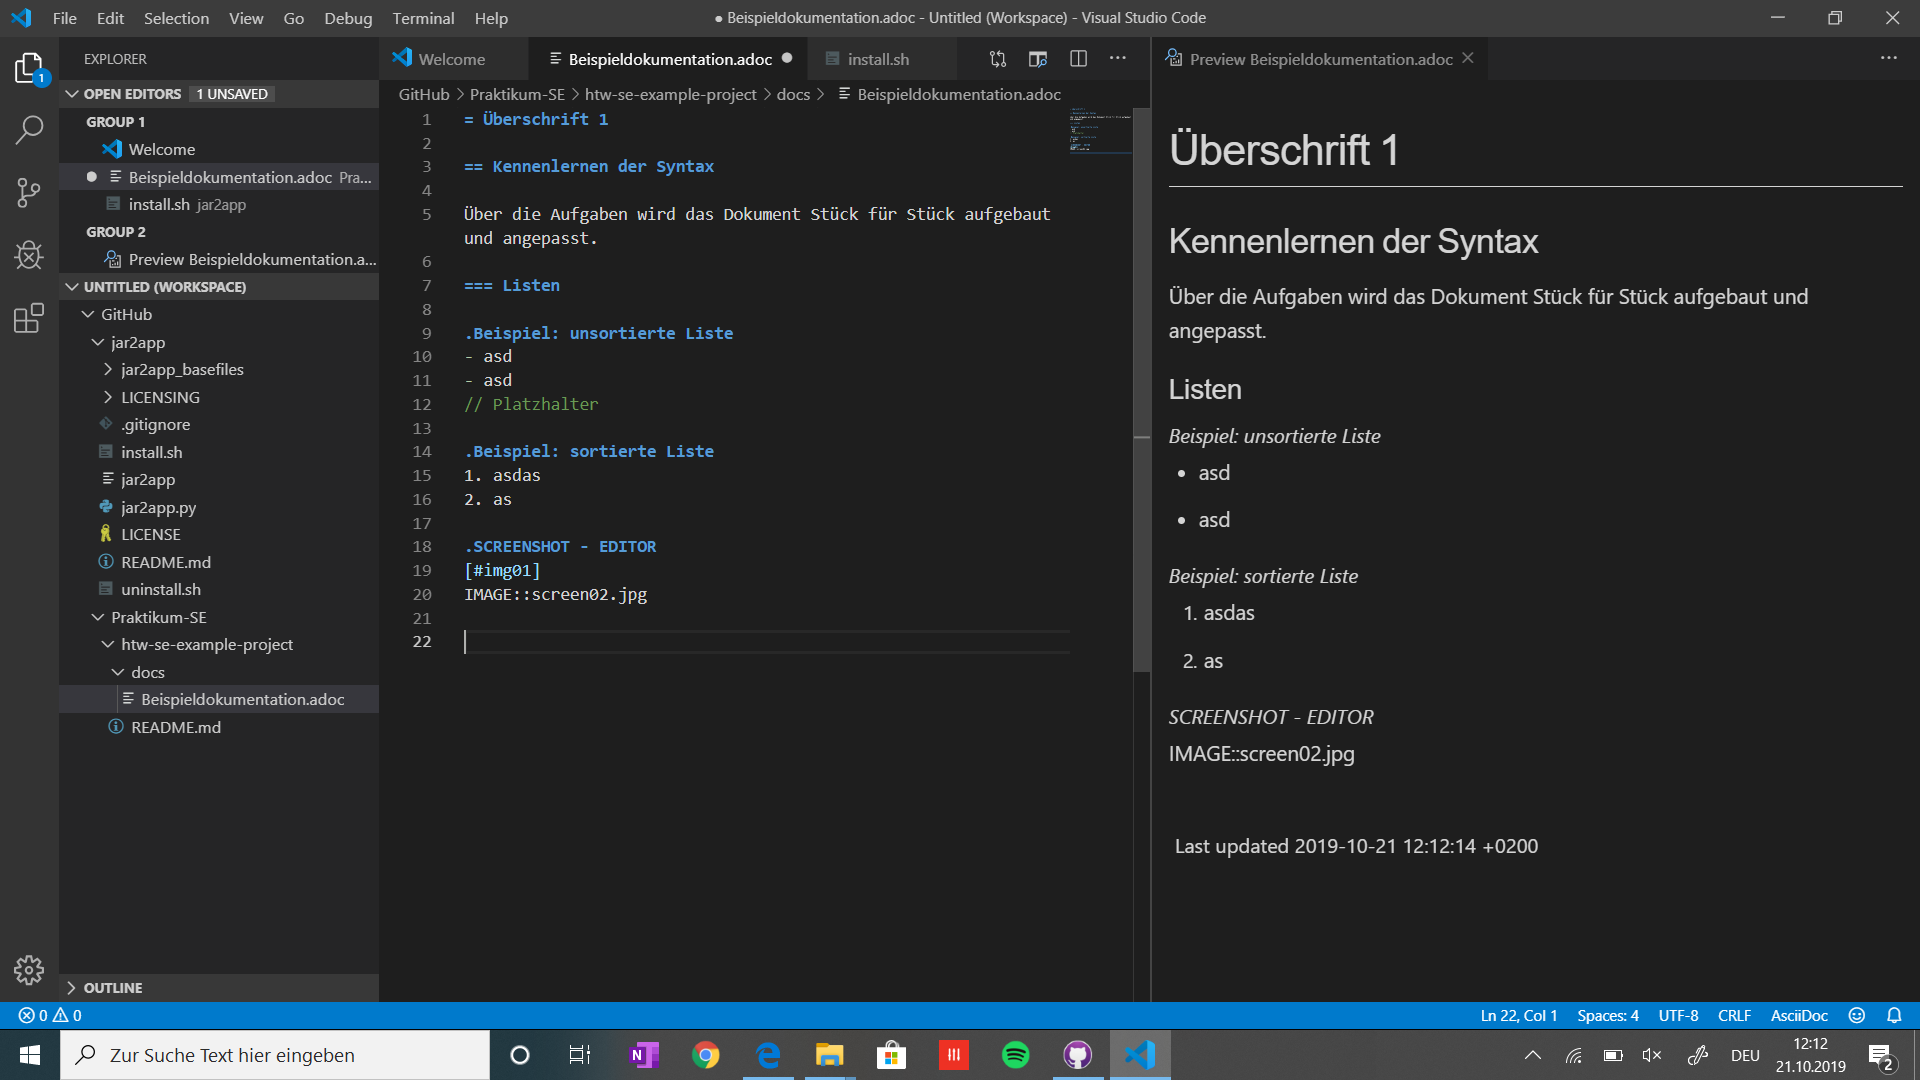 File Edit Selection View Go Debug Terminal Help
● Beispieldokumentation.adoc - Untitled (Workspace) - Visual Studio Code
1
EXPLORER
OPEN EDITORS 1 UNSAVED
GROUP 1
Welcome
Beispieldokumentation.adoc Pra...
install.sh jar2app
GROUP 2
Preview Beispieldokumentation.a...
UNTITLED (WORKSPACE)
GitHub
jar2app
jar2app_basefiles
LICENSING
.gitignore
install.sh
jar2app
jar2app.py
LICENSE
README.md
uninstall.sh
Praktikum-SE
htw-se-example-project
docs
Beispieldokumentation.adoc
README.md
OUTLINE
Welcome Beispieldokumentation.adoc install.sh
GitHub > Praktikum-SE > htw-se-example-project > docs > Beispieldokumentation.adoc
1 = Überschrift 1
2
3 == Kennenlernen der Syntax
4
5 Über die Aufgaben wird das Dokument Stück für Stück aufgebaut
und angepasst.
6
7 === Listen
8
9 .Beispiel: unsortierte Liste
10 - asd
11 - asd
12 // Platzhalter
13
14 .Beispiel: sortierte Liste
15 1. asdas
16 2. as
17
18 .SCREENSHOT - EDITOR
19 [#img01]
20 IMAGE::screen02.jpg
21
22
Preview Beispieldokumentation.adoc
Überschrift 1
Kennenlernen der Syntax
Über die Aufgaben wird das Dokument Stück für Stück aufgebaut und
angepasst.
Listen
Beispiel: unsortierte Liste
• asd
• asd
Beispiel: sortierte Liste
1. asdas
2. as
SCREENSHOT - EDITOR
IMAGE::screen02.jpg
Last updated 2019-10-21 12:12:14 +0200
0 0
Ln 22, Col 1 Spaces: 4 UTF-8 CRLF AsciiDoc
Zur Suche Text hier eingeben
N
DEU
12:12
21.10.2019
2